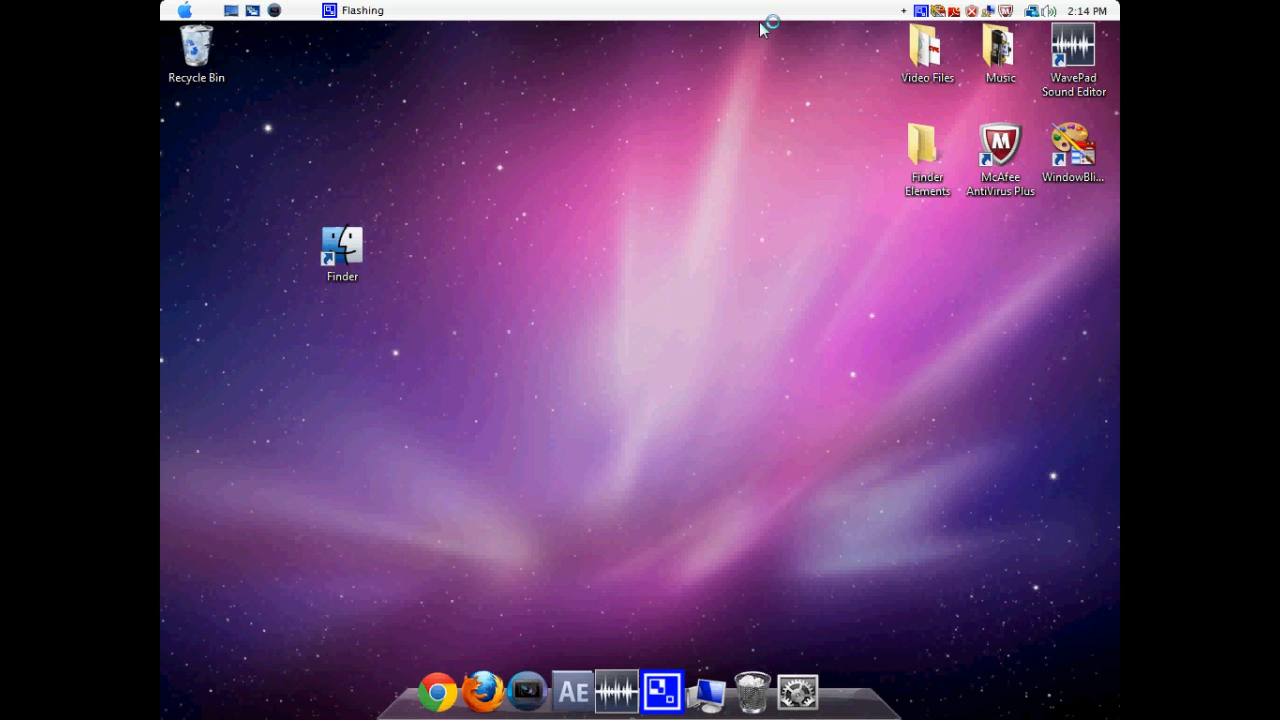 Flashing
+
2:14 PM
Recycle Bin
Video Files
Music
WavePad
Sound Editor
Finder
Elements
McAfee
AntiVirus Plus
WindowBli...
Finder
AE